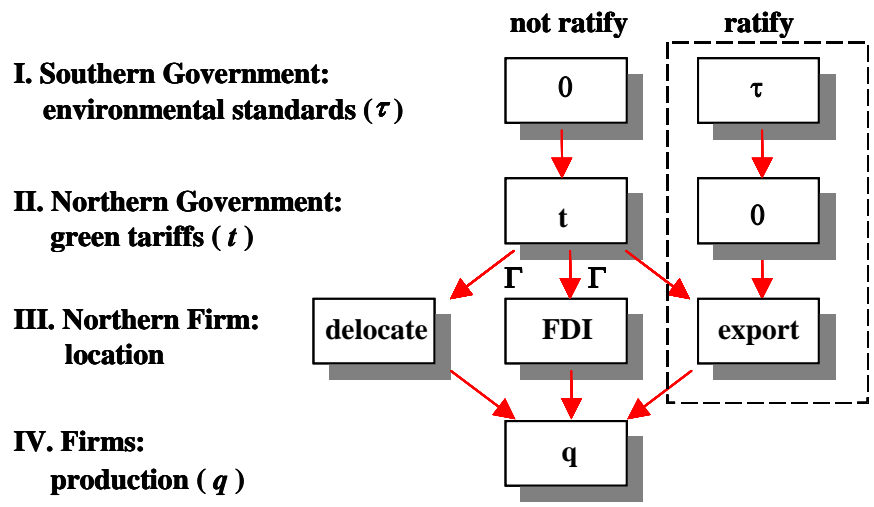 not ratify ratify
I. Southern Government: 0 τ
environmental standards (τ)
II. Northern Government: t 0
green tariffs (t)
Γ Γ
III. Northern Firm: delocate FDI export
location
IV. Firms: q
production (q)